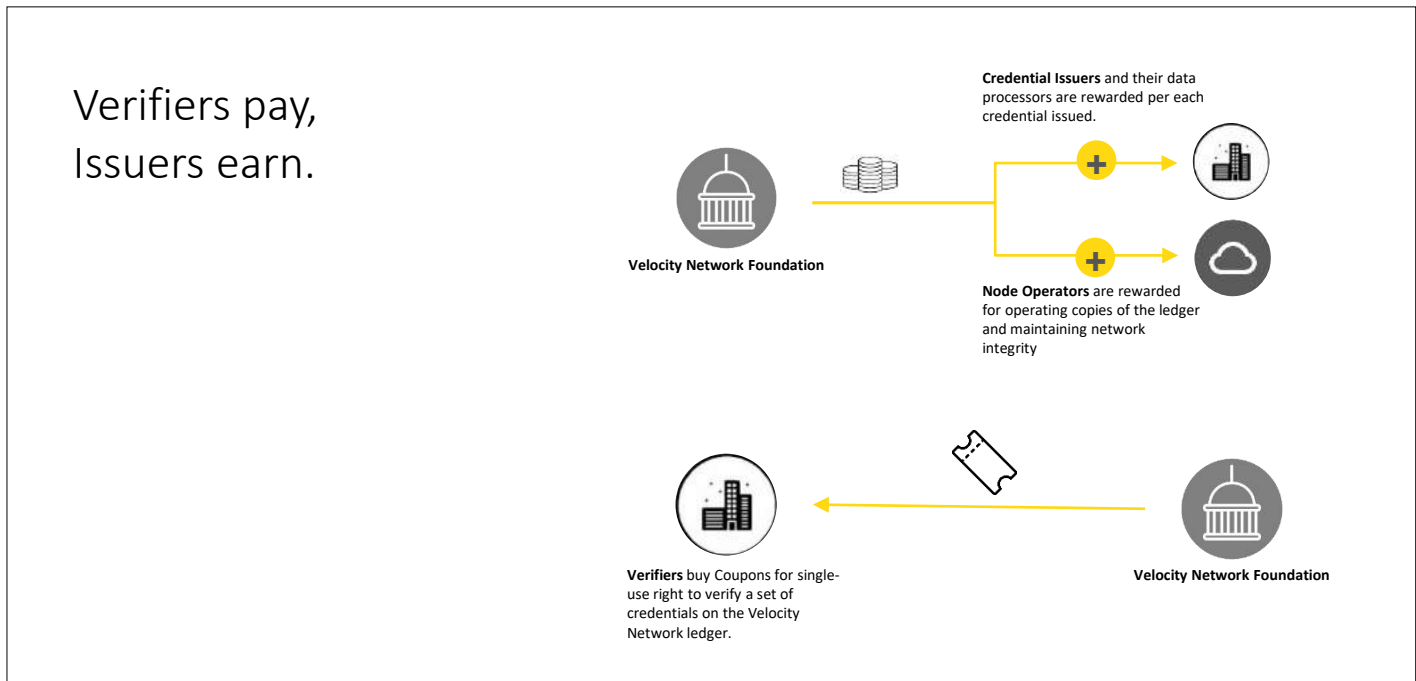 Verifiers pay,
Issuers earn.
Credential Issuers and their data
processors are rewarded per each
credential issued.
Velocity Network Foundation
Node Operators are rewarded
for operating copies of the ledger
and maintaining network
integrity
Verifiers buy Coupons for single-
use right to verify a set of
credentials on the Velocity
Network ledger.
Velocity Network Foundation